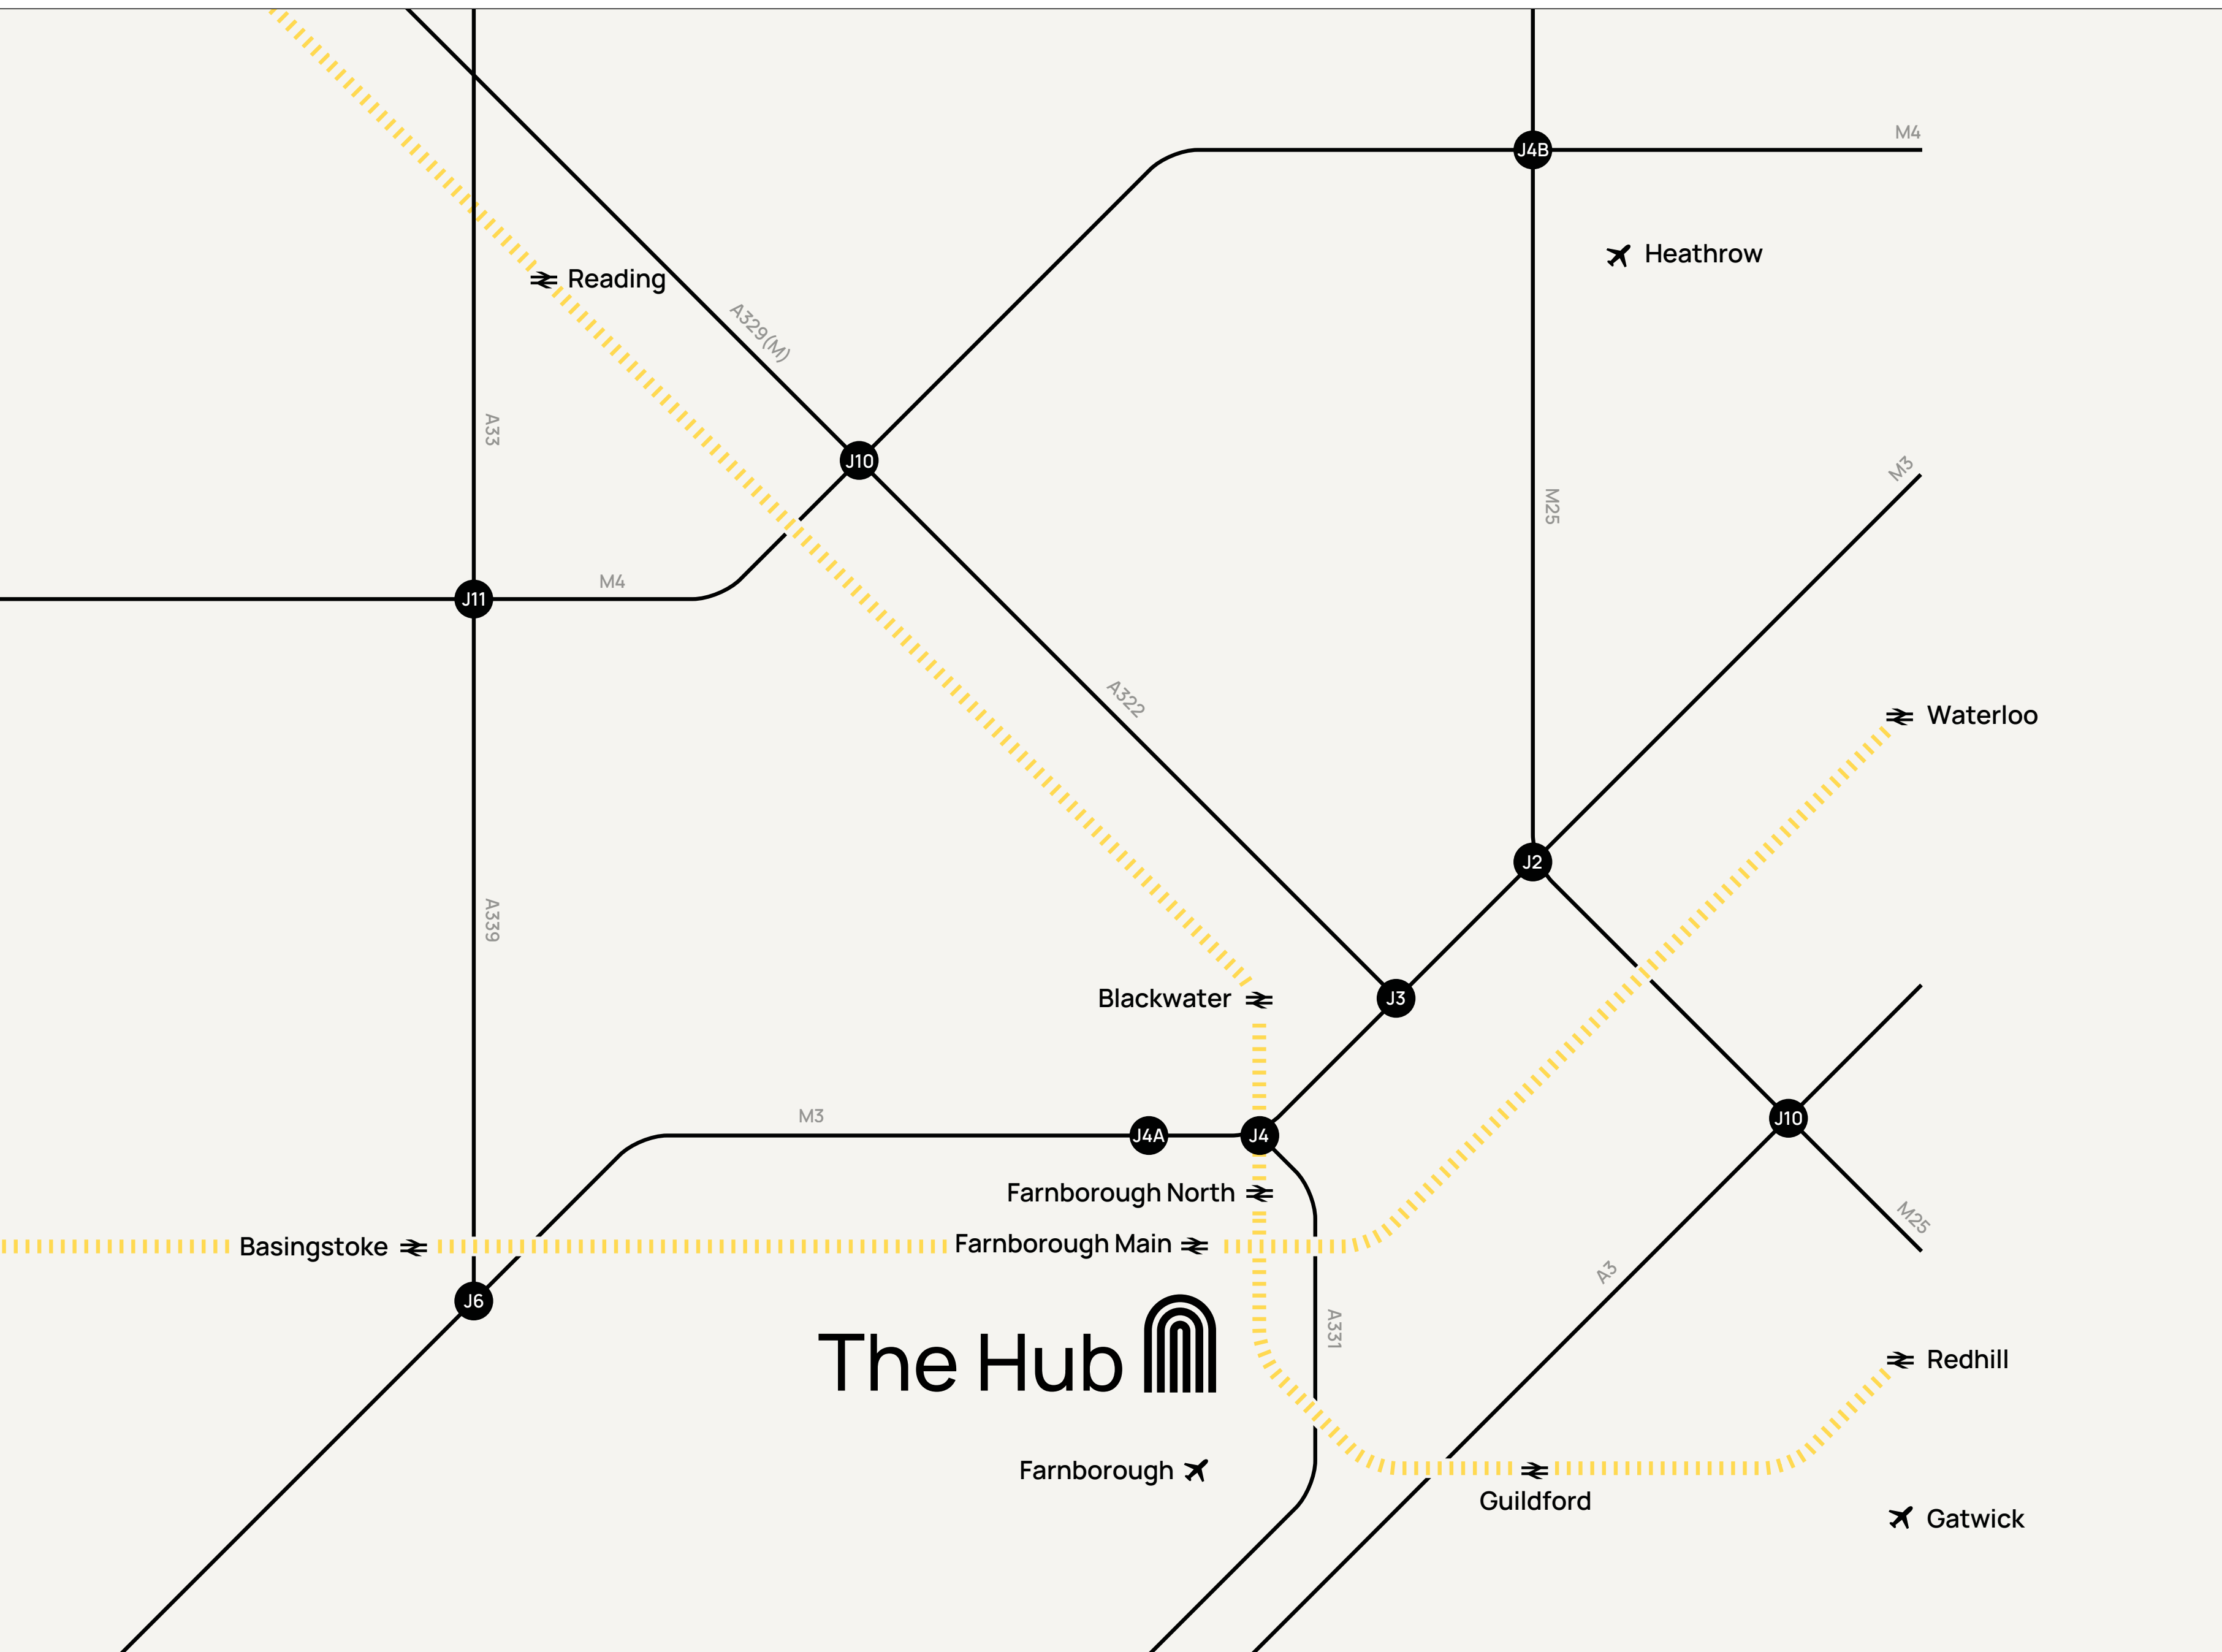 M4
J4B
Heathrow
Reading
A329(M)
A33
J10
M3
M25
M4
J11
A322
Waterloo
J2
A339
Blackwater
J3
M3
J4A
J4
J10
Farnborough North
M25
Basingstoke
Farnborough Main
A3
J6
A331
The Hub
Redhill
Farnborough
Guildford
Gatwick